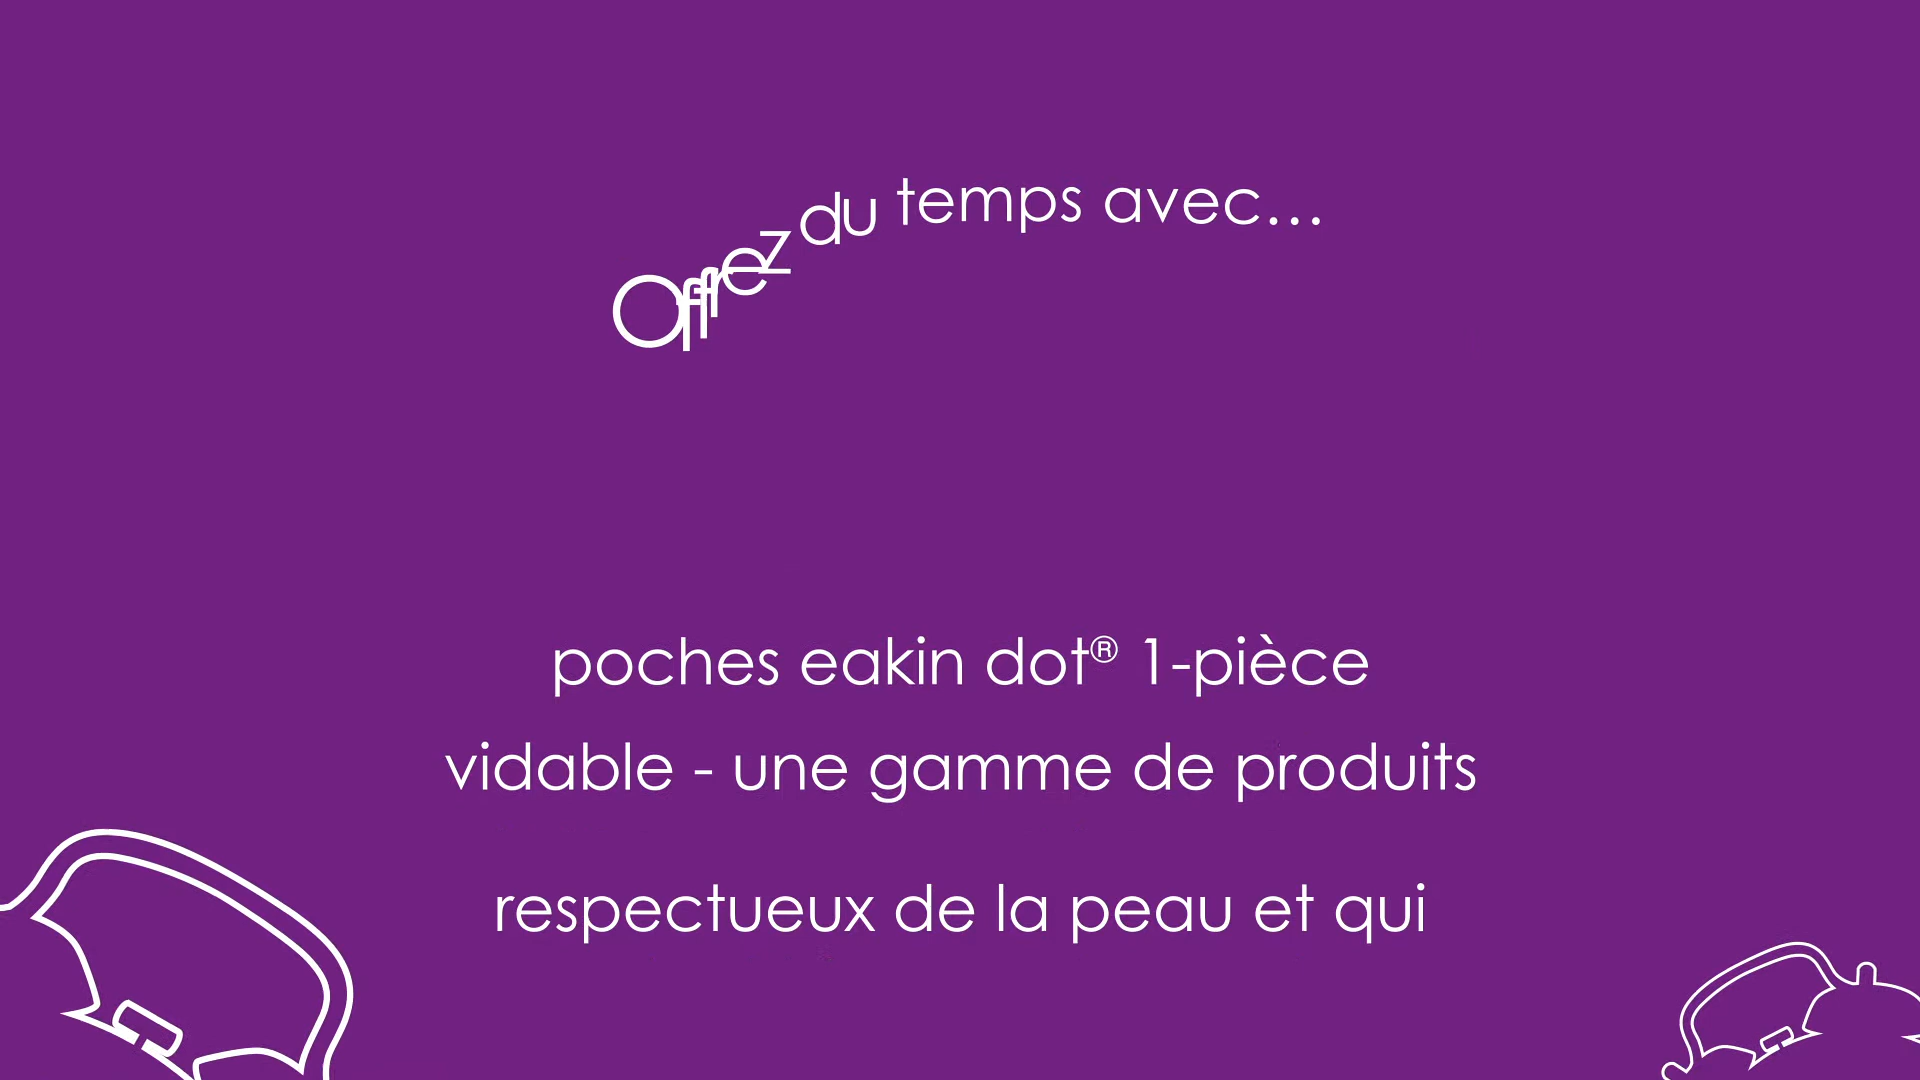 Offrez du temps avec...
poches eakin dot® 1-pièce
vidable - une gamme de produits
respectueux de la peau et qui